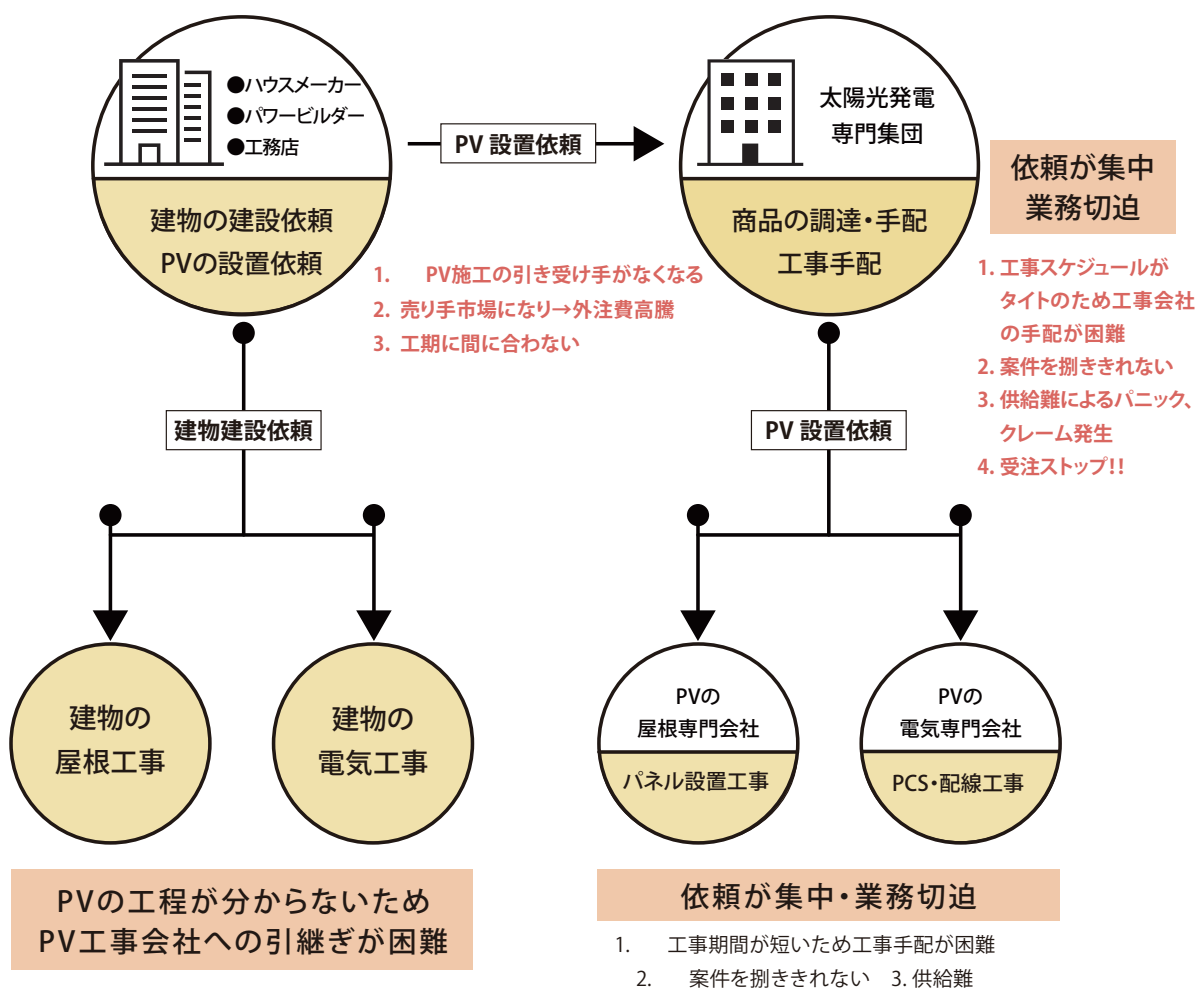 ●ハウスメーカー
●パワービルダー
●工務店
建物の建設依頼
PVの設置依頼
PV 設置依頼
太陽光発電
専門集団
商品の調達・手配
工事手配
依頼が集中
業務切迫
1. PV施工の引き受け手がなくなる
2. 売り手市場になり→外注費高騰
3. 工期に間に合わない
1. 工事スケジュールが
タイトのため工事会社
の手配が困難
2. 案件を捌ききれない
3. 供給難によるパニック、
クレーム発生
4. 受注ストップ!!
建物建設依頼
PV 設置依頼
建物の
屋根工事
建物の
電気工事
PVの
屋根専門会社
パネル設置工事
PVの
電気専門会社
PCS・配線工事
PVの工程が分からないため
PV工事会社への引継ぎが困難
依頼が集中・業務切迫
1. 工事期間が短いため工事手配が困難
2. 案件を捌ききれない 3. 供給難